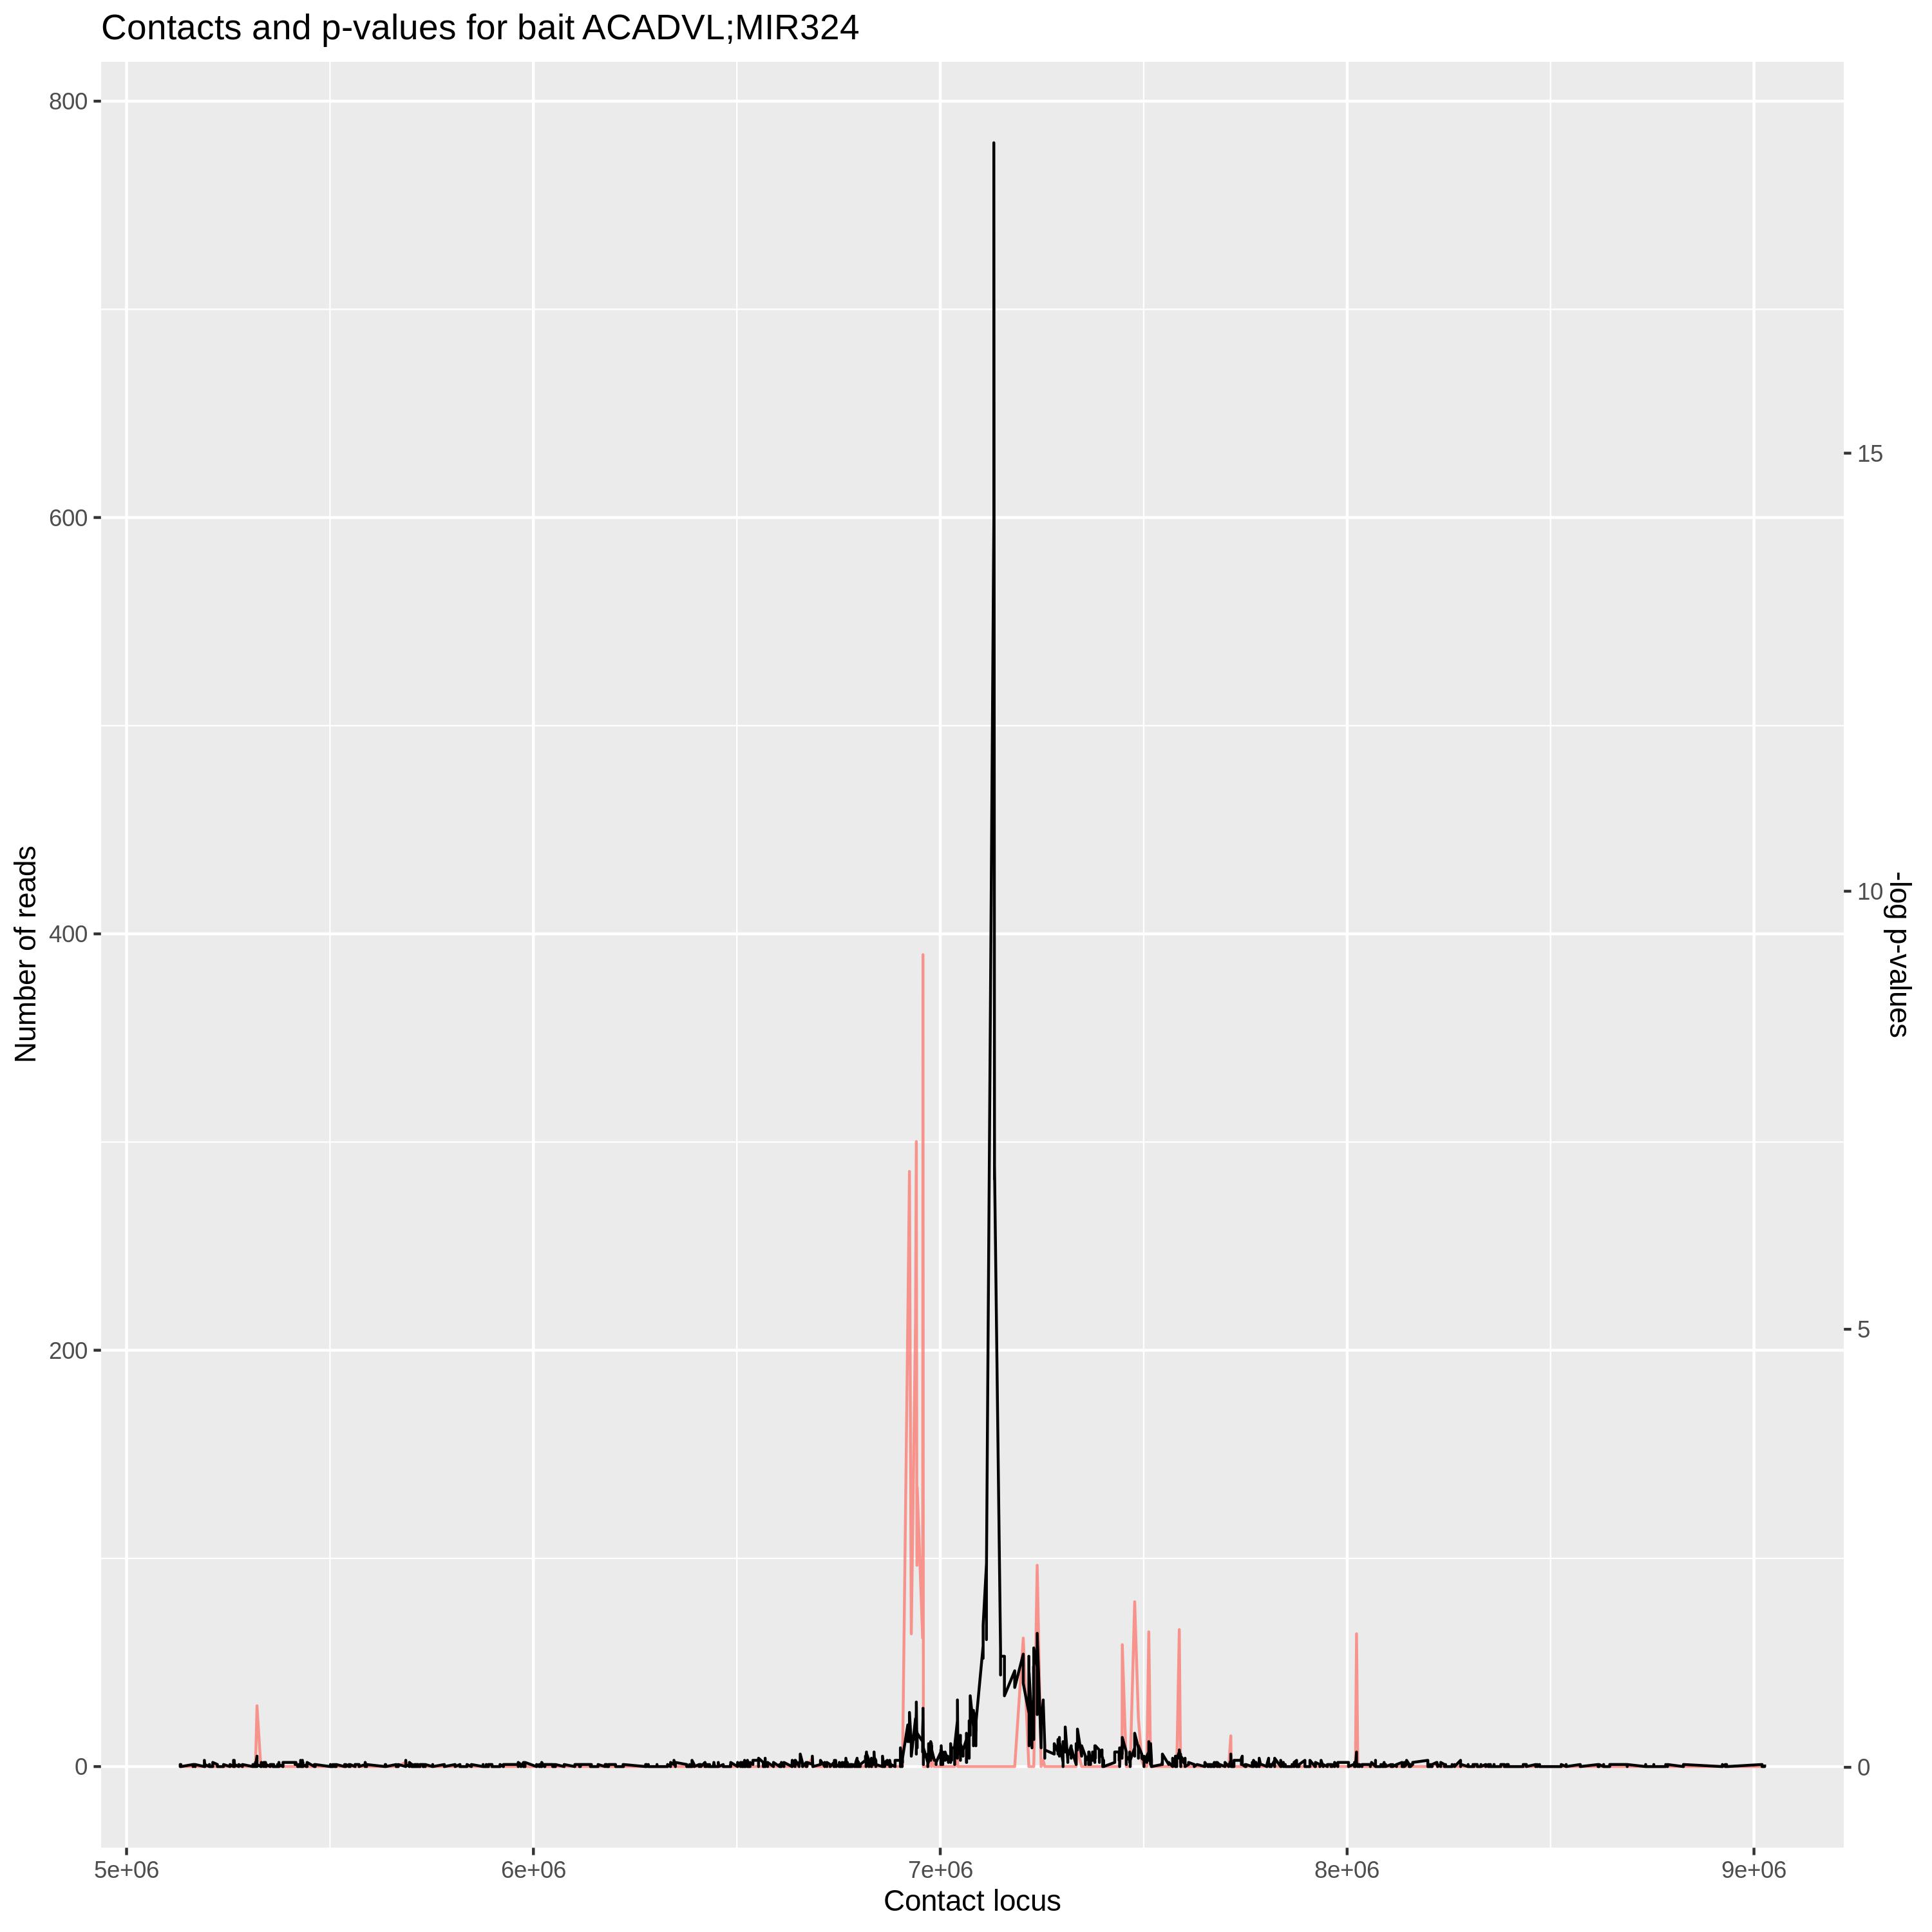 Contacts and p-values for bait ACADVL;MIR324
800
600
400
200
0
Number of reads
15
10
5
0
-log p-values
5e+06
6e+06
7e+06
8e+06
9e+06
Contact locus